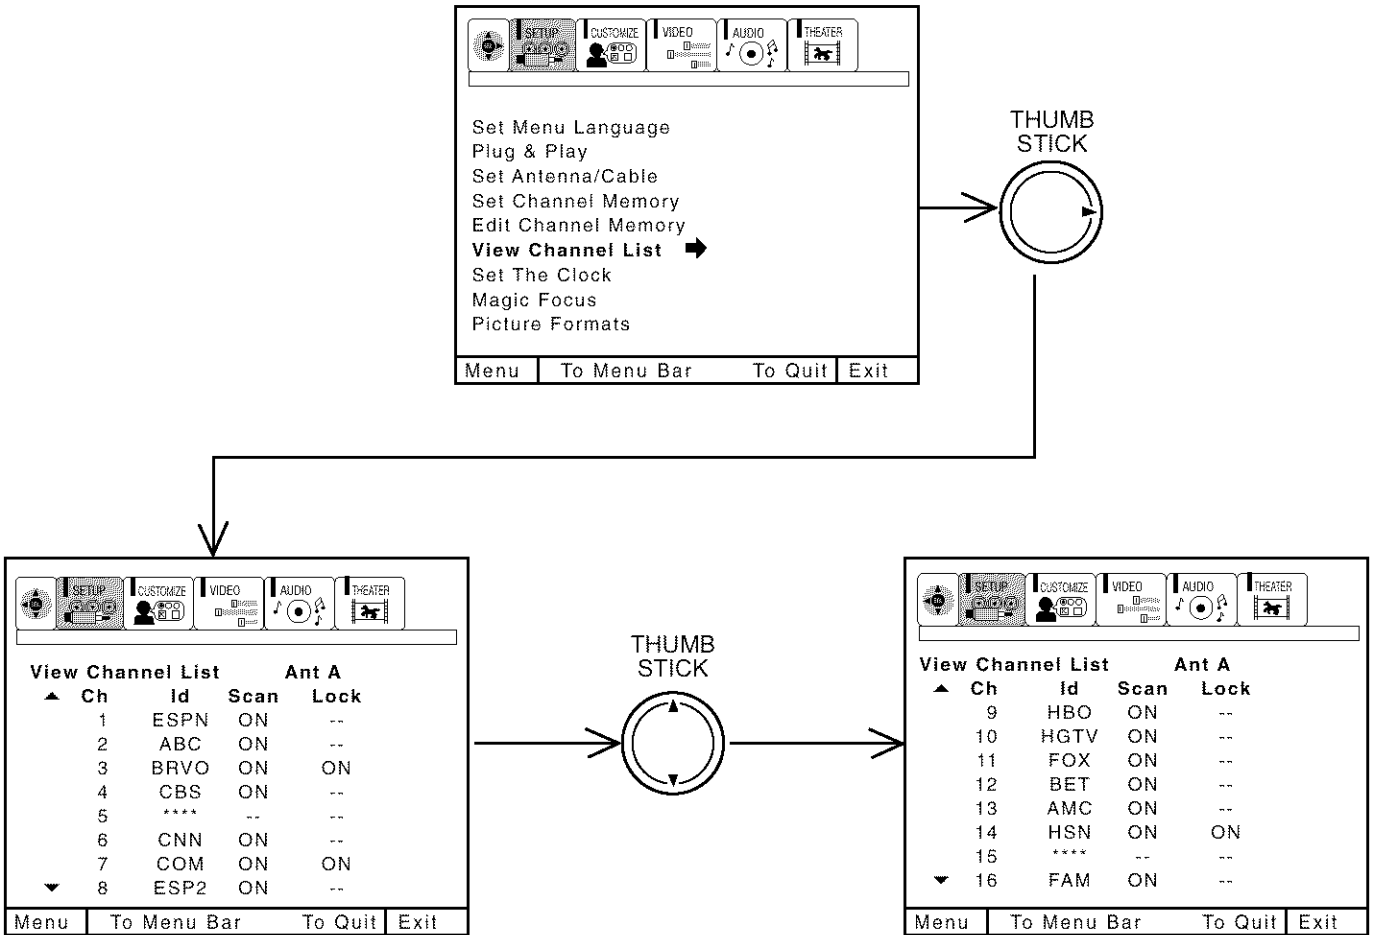 SETUP CUSTOMIZE VIDEO AUDIO THEATER
Set Menu Language
Plug & Play
Set Antenna/Cable
Set Channel Memory
Edit Channel Memory
View Channel List
Set The Clock
Magic Focus
Picture Formats
Menu To Menu Bar To Quit Exit
THUMB
STICK
SETUP CUSTOMIZE VIDEO AUDIO THEATER
View Channel List Ant A
Ch Id Scan Lock
1 ESPN ON --
2 ABC ON --
3 BRVO ON ON
4 CBS ON --
5 **** -- --
6 CNN ON --
7 COM ON ON
8 ESP2 ON --
Menu To Menu Bar To Quit Exit
THUMB
STICK
SETUP CUSTOMIZE VIDEO AUDIO THEATER
View Channel List Ant A
Ch Id Scan Lock
9 HBO ON --
10 HGTV ON --
11 FOX ON --
12 BET ON --
13 AMC ON --
14 HSN ON ON
15 **** -- --
16 FAM ON --
Menu To Menu Bar To Quit Exit